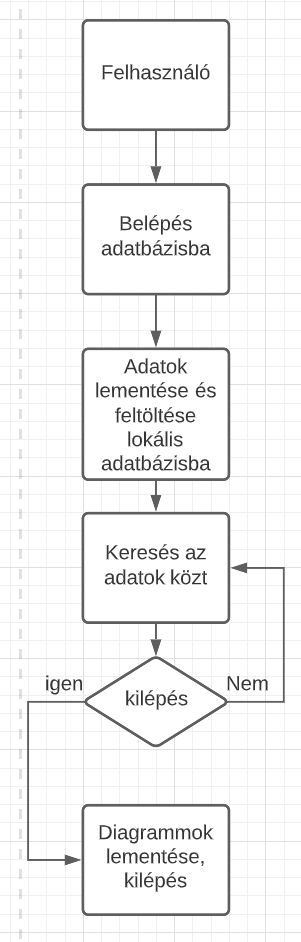 Felhasználó
Belépés
adatbázisba
Adatok
lementése és
feltöltése
lokális
adatbázisba
Keresés az
adatok közt
igen
kilépés
Nem
Diagrammok
lementése,
kilépés